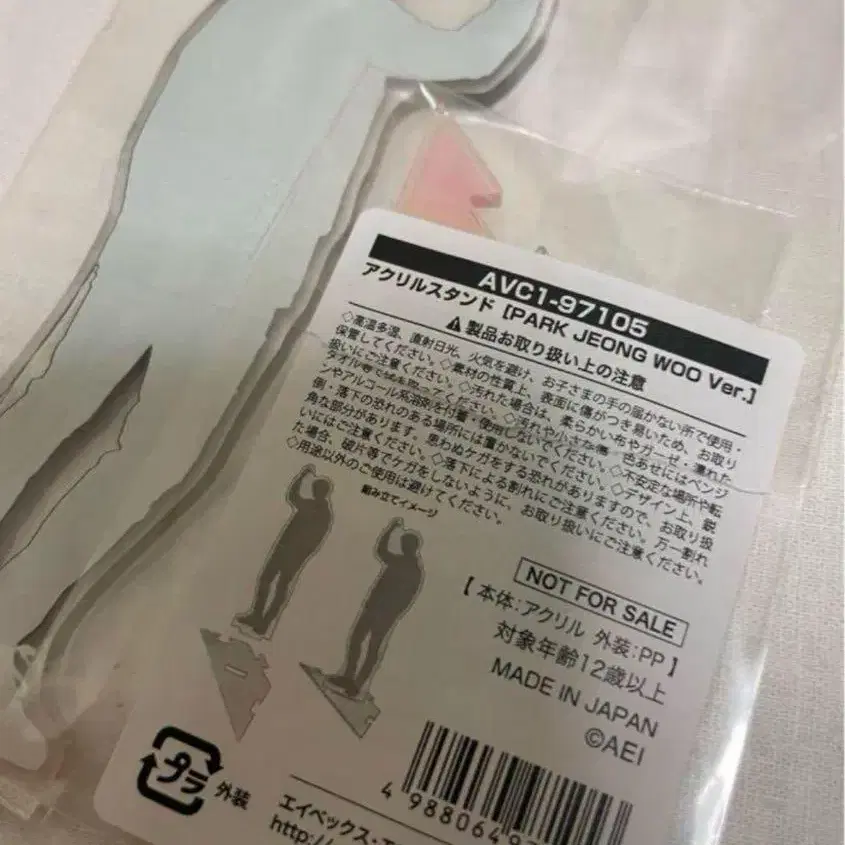 AVC1-97105
アクリルスタンド [PARK JEONG WOO Ver.]
⚠製品お取り扱い上の注意
◇高温多湿、直射日光、火気を避け、お子さまの手の届かない所で使用・
保管してください。◇素材の性質上、表面に傷がつき易いため、お取り
扱いにご注意ください。◇汚れた場合は、柔らかい布やガーゼ・濡れた
タオル等で拭き取ってください。◇汚れや小さな傷、色あせにはベンジ
ンやアルコール系溶剤を付着・使用しないでください。◇不安定な場所や転
倒・落下の恐れのある場所には置かないでください。◇デザイン上、鋭
角な部分があります。思わぬケガをする恐れがありますので、お取り扱
いにはご注意ください。◇落下による割れにご注意ください。万一割れ
た場合、破片等でケガをしないように、お取り扱いにご注意ください。
◇用途以外のご使用は避けてください。
組み立てイメージ
NOT FOR SALE
【 本体:アクリル 外装:PP 】
対象年齢12歳以上
MADE IN JAPAN
©AEI
4 988064
プラ 外装
エイベックス・エ
http://